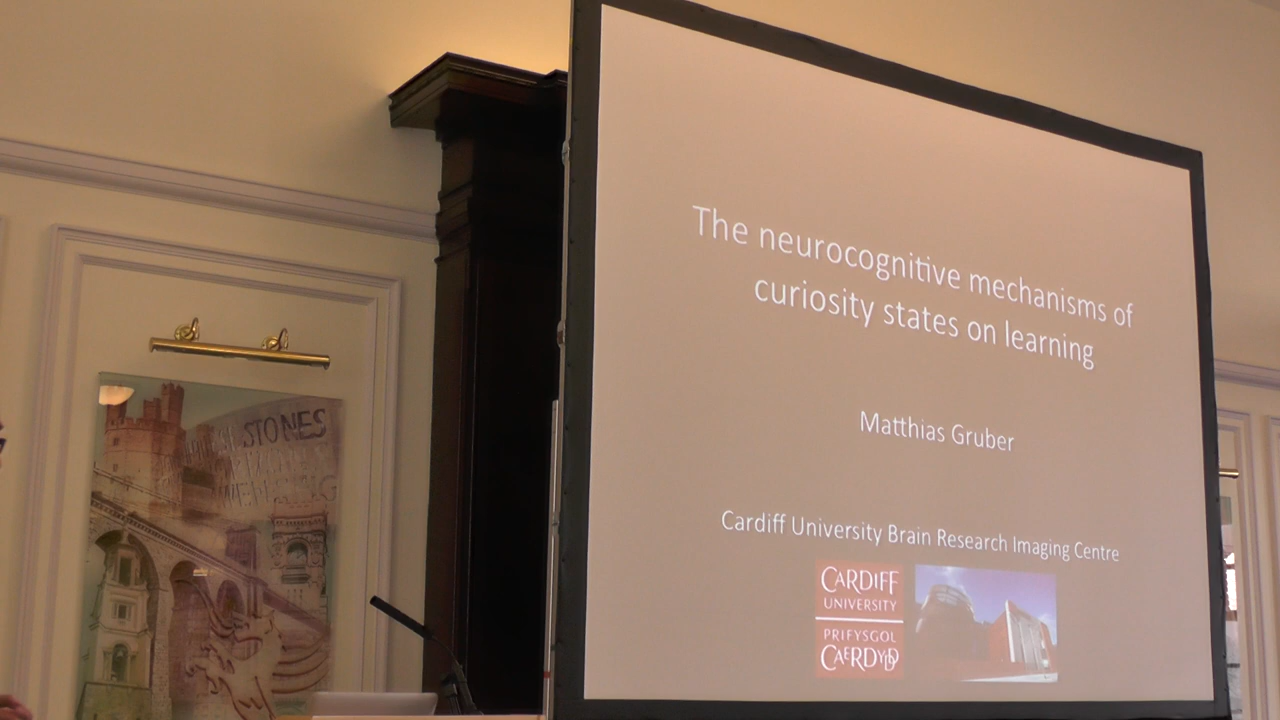 The neurocognitive mechanisms of
curiosity states on learning
Matthias Gruber
Cardiff University Brain Research Imaging Centre
CARDIFF
UNIVERSITY
PRIFYSGOL
CAERDYDD
STONES